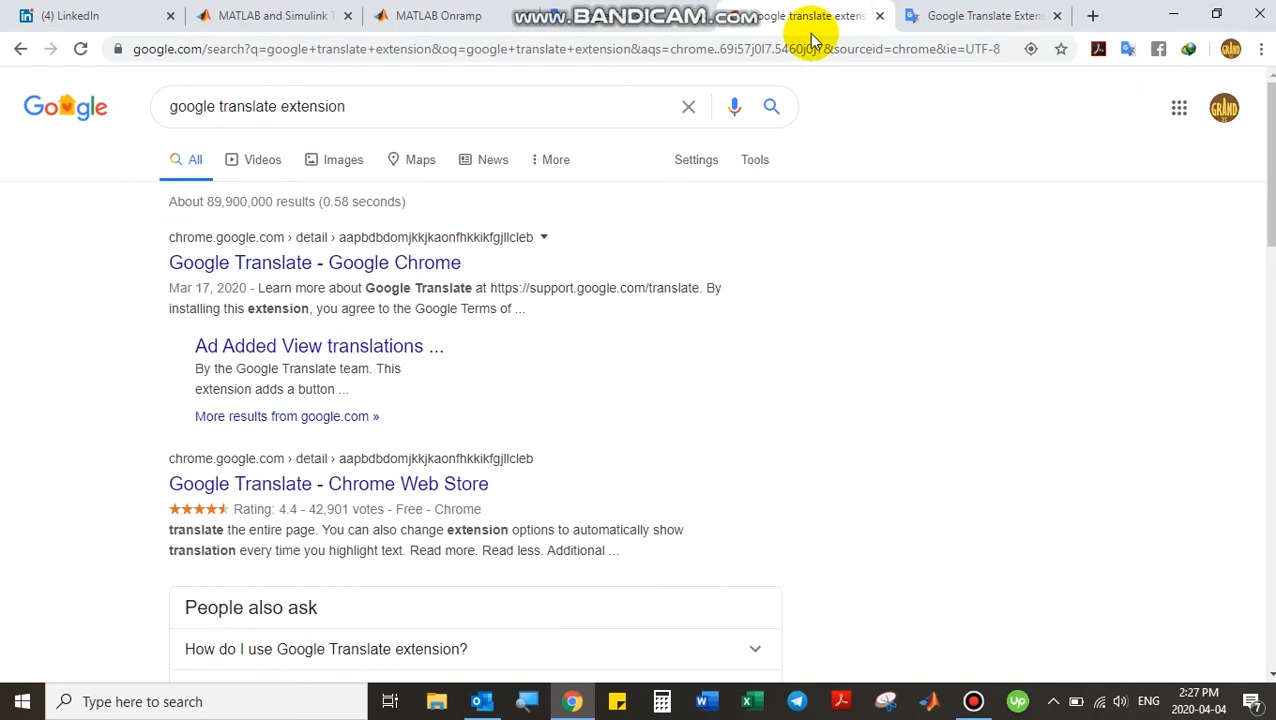 (4) LinkedIn
MATLAB and Simulink T
MATLAB Onramp
www.BANDICAM.com
oogle translate extens
Google Translate Extens
google.com/search?q=google+translate+extension&oq=google+translate+extension&aqs=chrome..69i57j0l7.5460j0j7&sourceid=chrome&ie=UTF-8
Google
google translate extension
GRAND
All
Videos
Images
Maps
News
More
Settings
Tools
About 89,900,000 results (0.58 seconds)
chrome.google.com › detail › aapbdbdomjkkjkaonfhkkikfgjllcleb
Google Translate - Google Chrome
Mar 17, 2020 - Learn more about Google Translate at https://support.google.com/translate. By
installing this extension, you agree to the Google Terms of ...
Ad Added View translations ...
By the Google Translate team. This
extension adds a button ...
More results from google.com »
chrome.google.com › detail › aapbdbdomjkkjkaonfhkkikfgjllcleb
Google Translate - Chrome Web Store
Rating: 4.4 - 42,901 votes - Free - Chrome
translate the entire page. You can also change extension options to automatically show
translation every time you highlight text. Read more. Read less. Additional ...
People also ask
How do I use Google Translate extension?
Type here to search
ENG
2:27 PM
2020-04-04
7